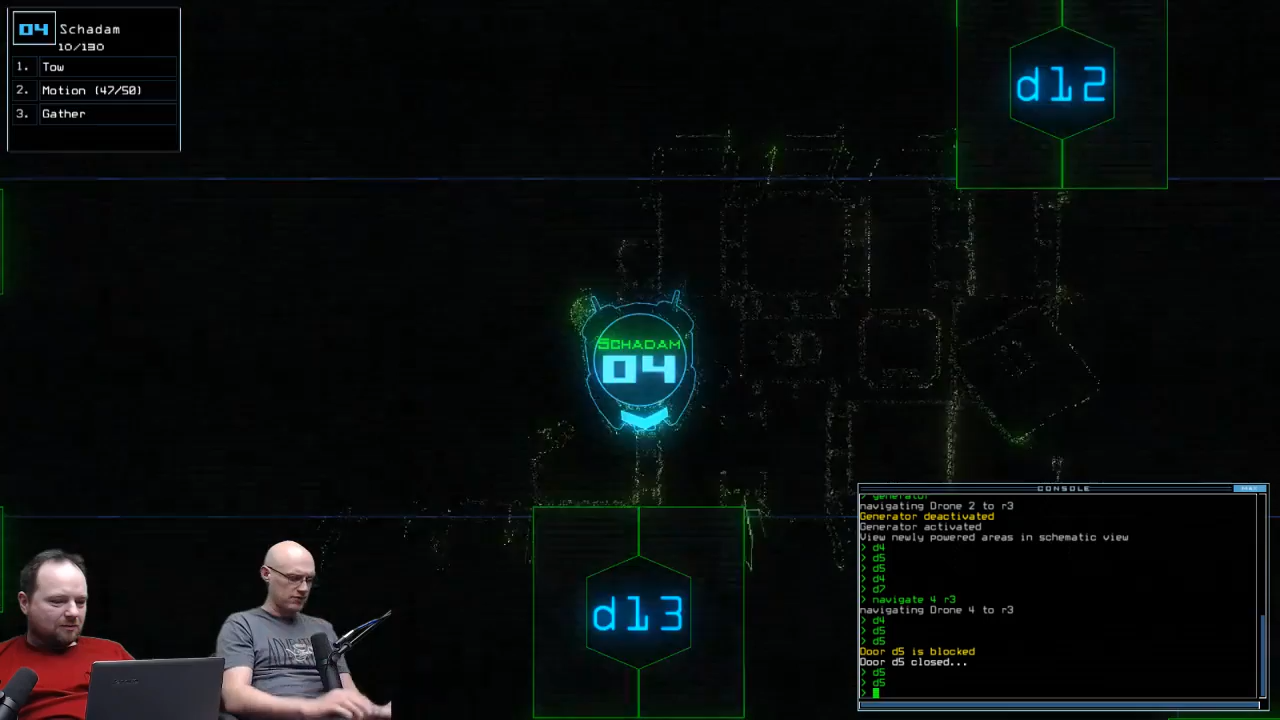 04 Schadam
10/130
1. Tow
2. Motion (47/50)
3. Gather
d12
SCHADAM
04
d13
CONSOLE
> generator
navigating Drone 2 to r3
Generator deactivated
Generator activated
View newly powered areas in schematic view
> d4
> d5
> d5
> d4
> d7
> navigate 4 r3
navigating Drone 4 to r3
> d4
> d5
> d5
Door d5 is blocked
Door d5 closed...
> d5
> d5
>